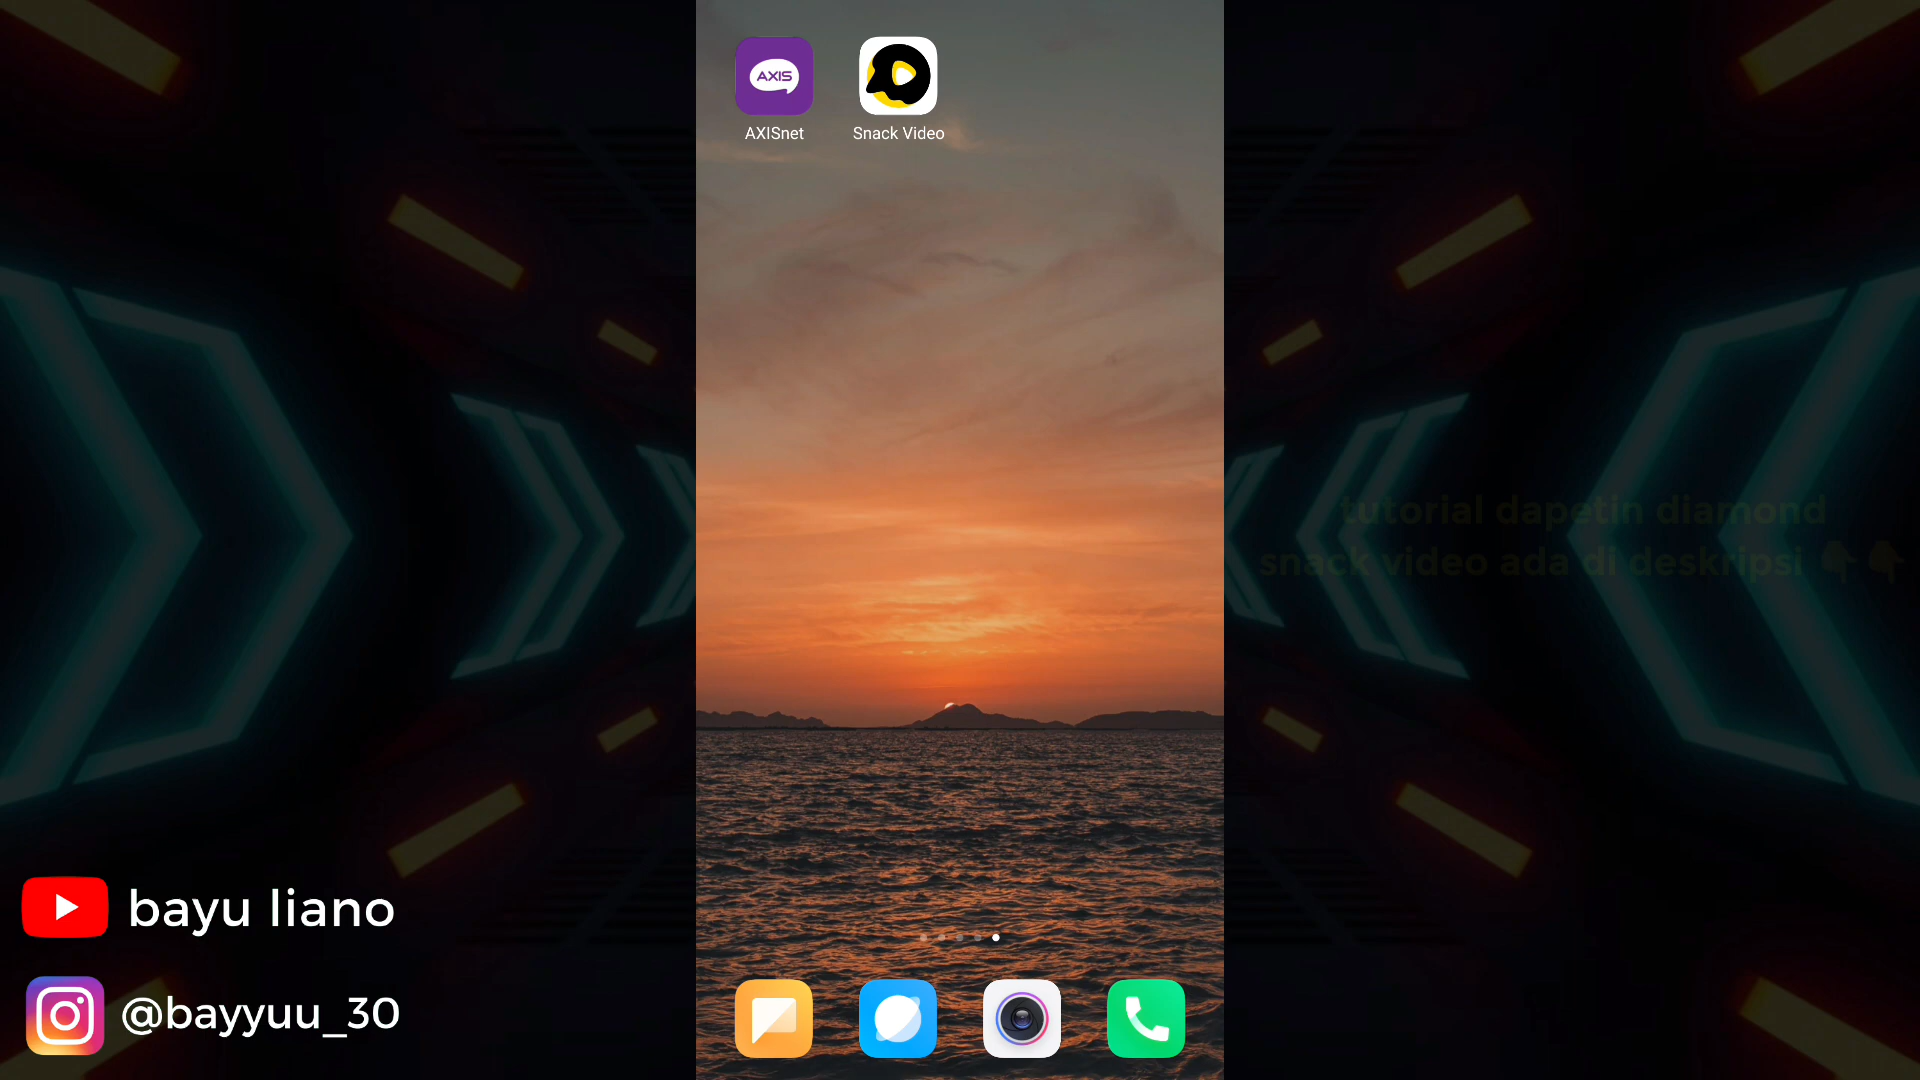 AXIS
AXISnet
Snack Video
tutorial dapetin diamond
snack video ada di deskripsi 👇👇
bayu liano
@bayyuu_30